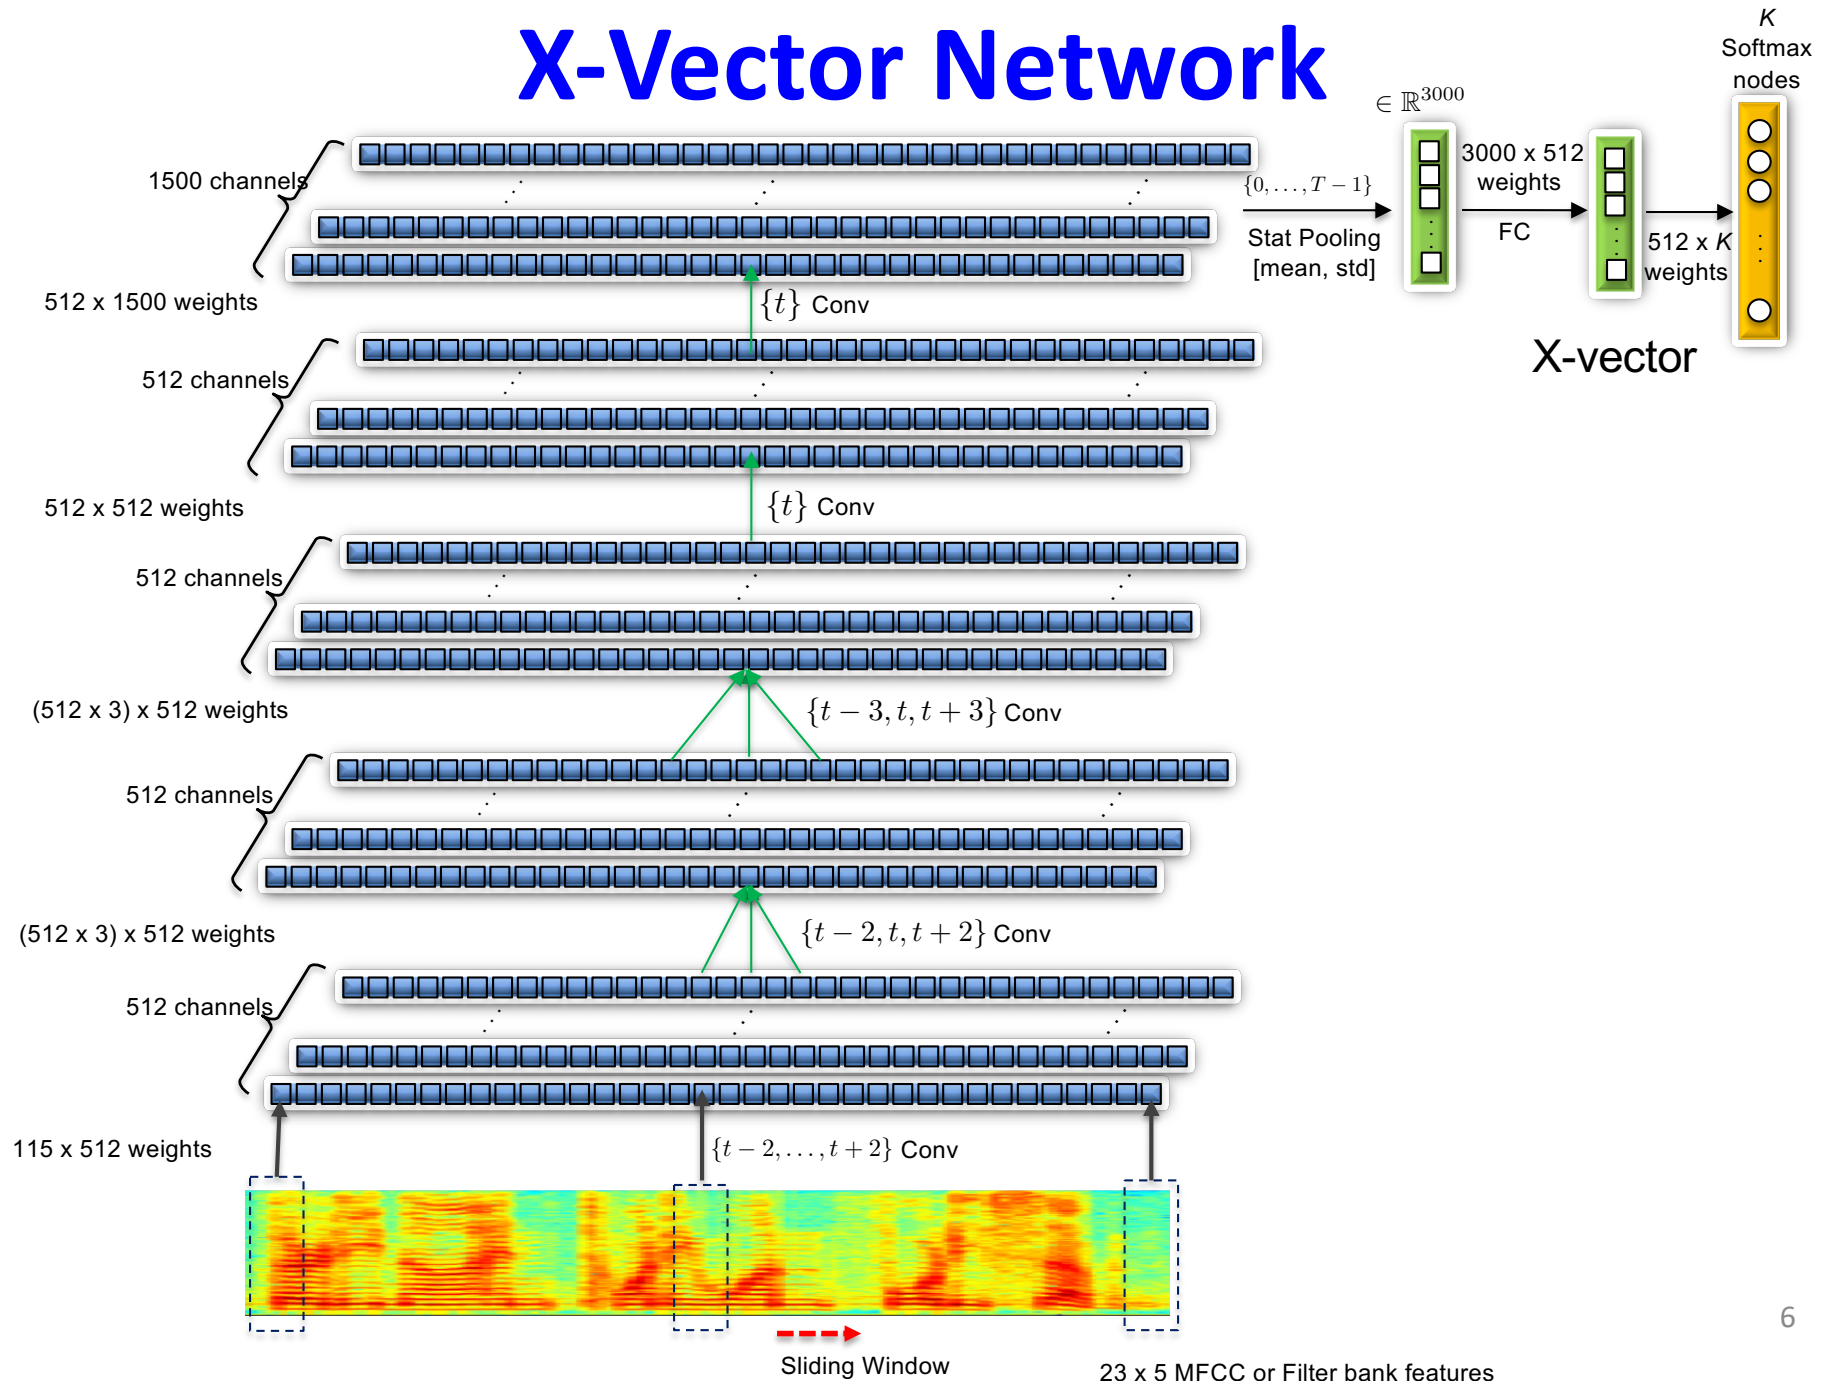 X-Vector Network
K
Softmax
nodes
∈ ℝ^3000
1500 channels
{0, . . . , T − 1}
Stat Pooling
[mean, std]
3000 x 512
weights
FC
512 x K
weights
X-vector
512 x 1500 weights
{t} Conv
512 channels
512 x 512 weights
{t} Conv
512 channels
(512 x 3) x 512 weights
{t − 3, t, t + 3} Conv
512 channels
(512 x 3) x 512 weights
{t − 2, t, t + 2} Conv
512 channels
115 x 512 weights
{t − 2, . . . , t + 2} Conv
Sliding Window
23 x 5 MFCC or Filter bank features
6